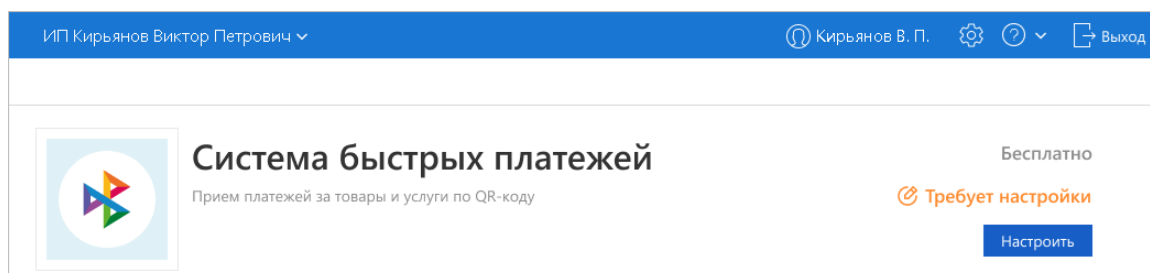 ИП Кирьянов Виктор Петрович
Кирьянов В. П.
Выход
Система быстрых платежей
Бесплатно
Прием платежей за товары и услуги по QR-коду
Требует настройки
Настроить